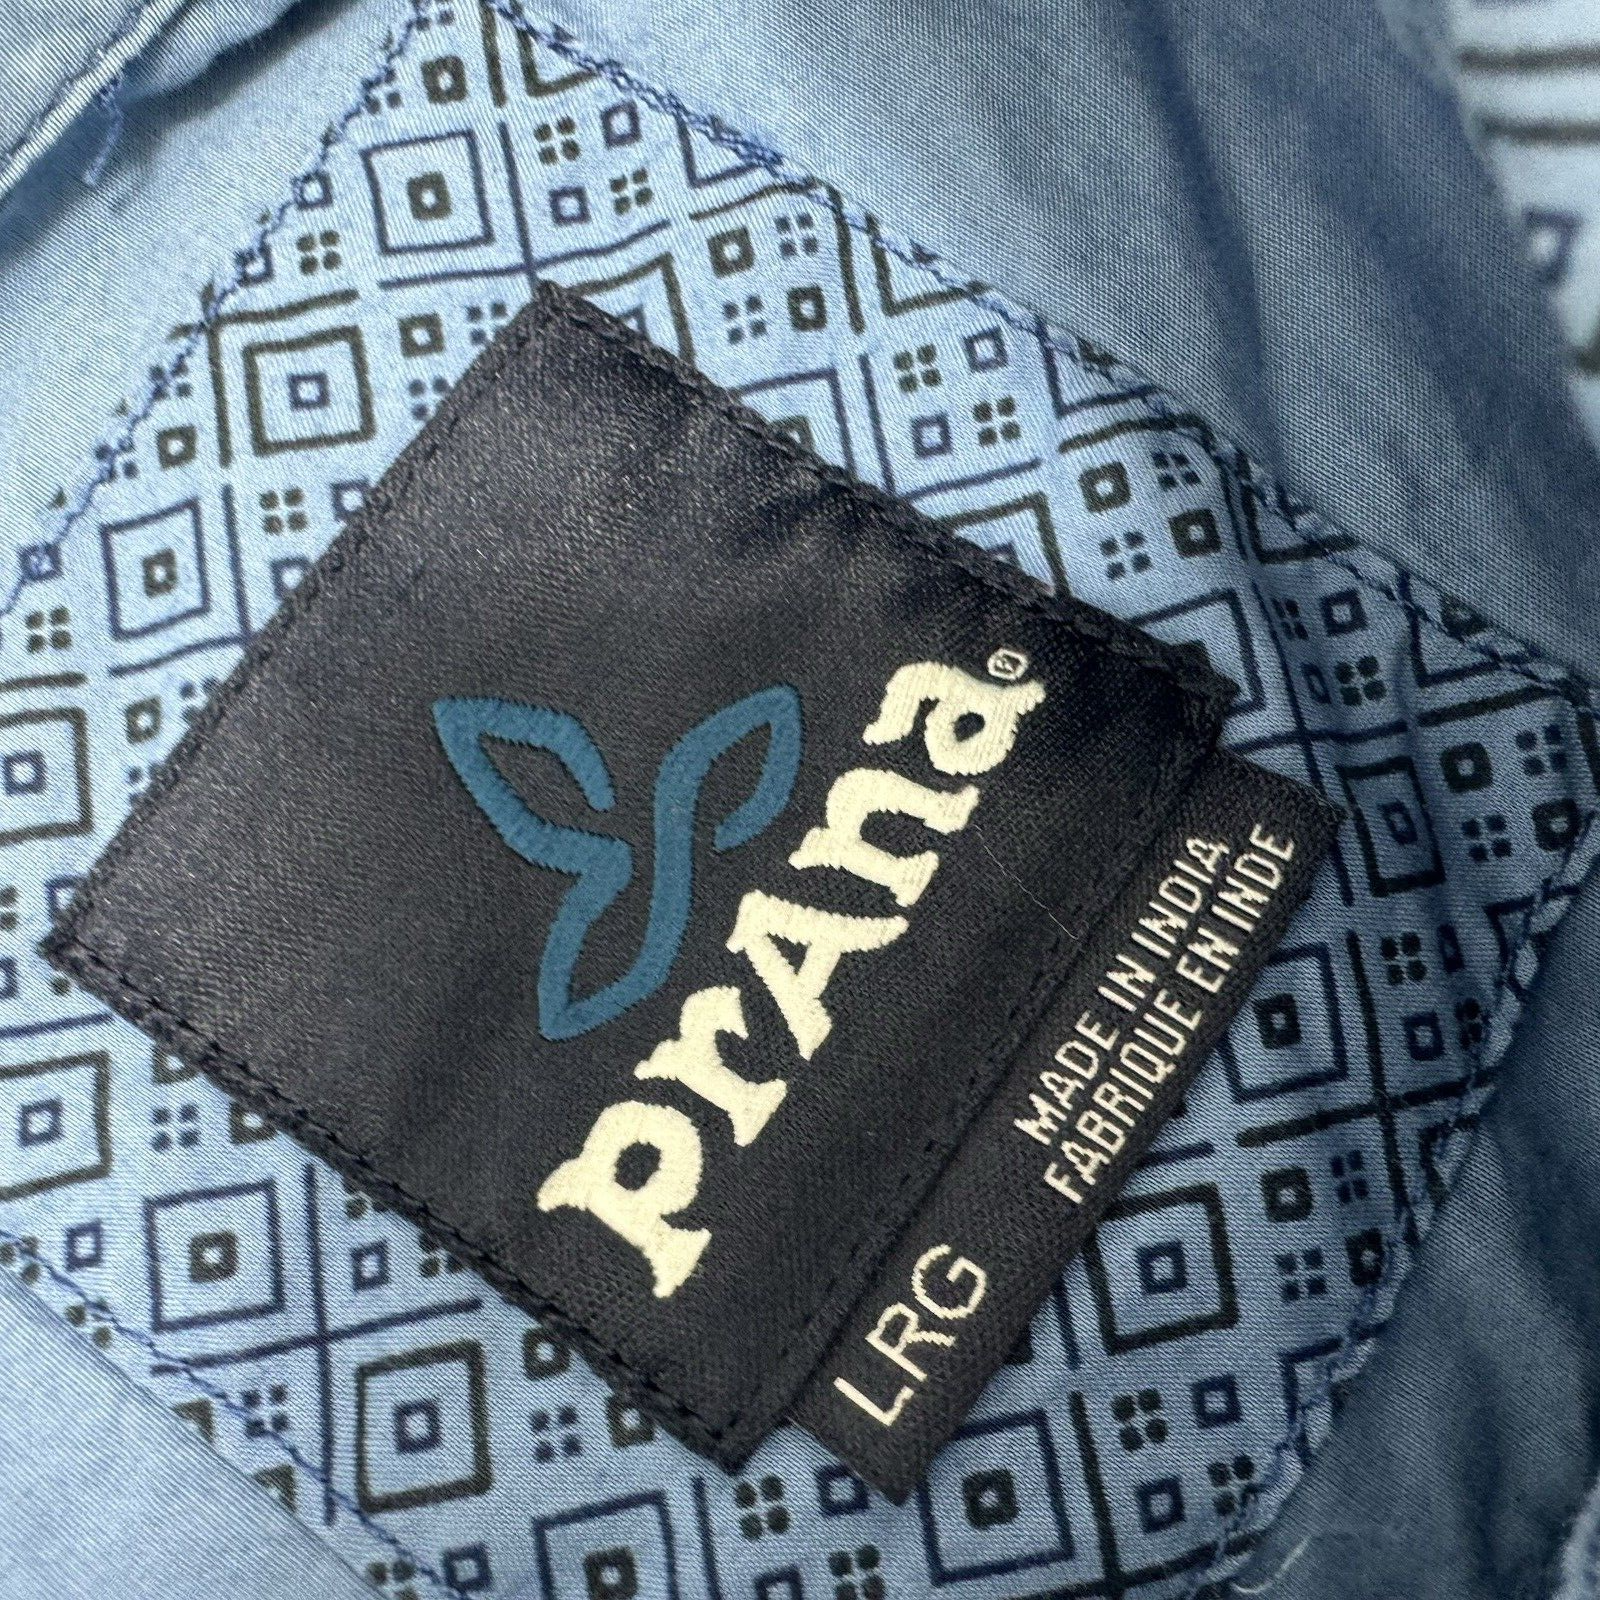 prAna®
MADE IN INDIA
FABRIQUE EN INDE
LRG